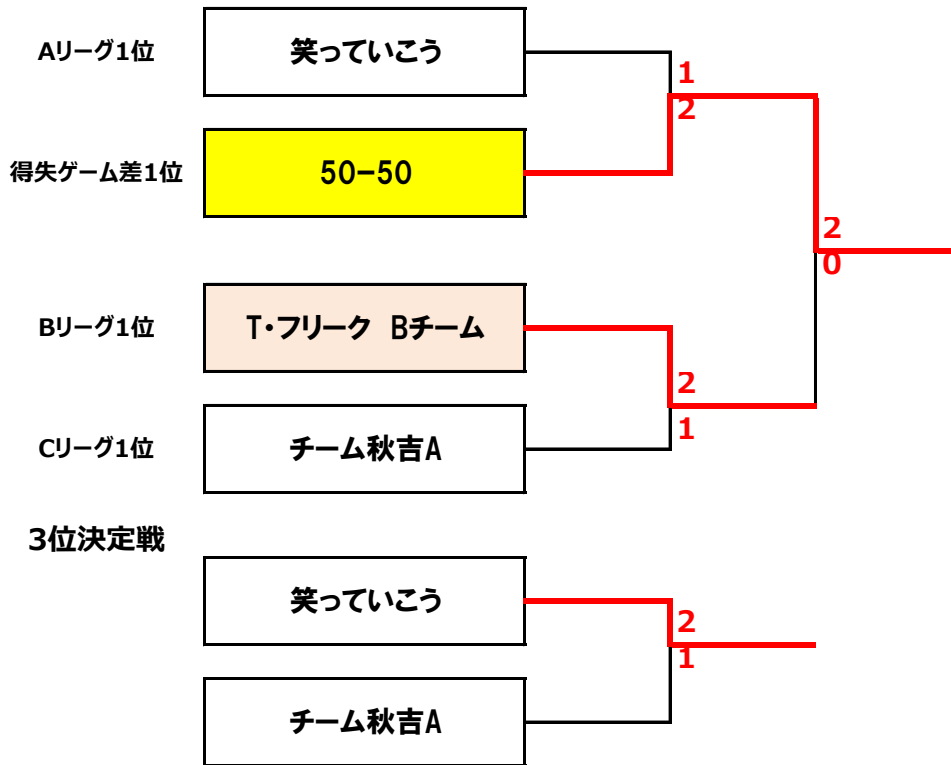 Aリーグ1位
笑っていこう
1
2
得失ゲーム差1位
50-50
2
0
Bリーグ1位
T・フリーク Bチーム
2
1
Cリーグ1位
チーム秋吉A
3位決定戦
笑っていこう
2
1
チーム秋吉A